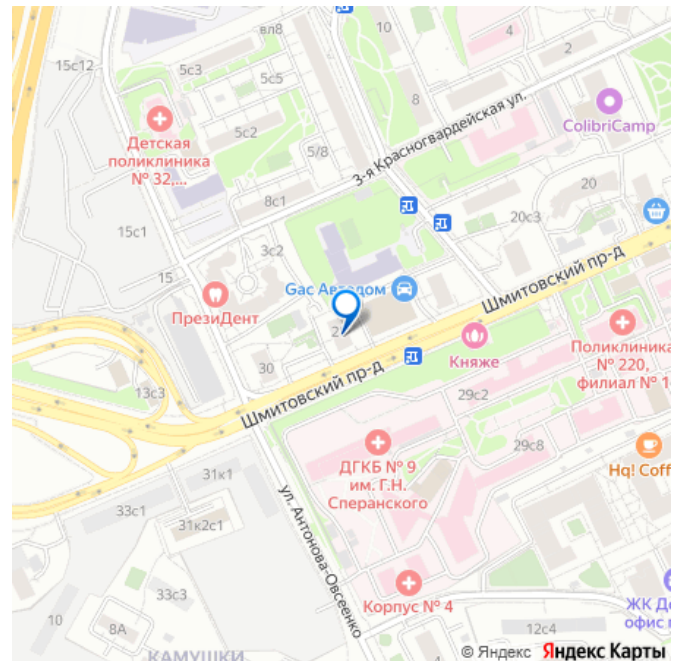 вл8
4
2
15с12
5с3
5с5
8
10
ColibriCamp
Детская
поликлиника
№ 32,...
5с2
5/8
3-я Красногвардейская ул.
20
8с1
20с3
15с1
3с2
15
Gac Автодом
ПрезиДент
Шмитовский пр-д
2
Княже
Поликлиника
№ 220,
филиал № 1
30
13с3
Шмитовский пр-д
29с2
29с8
ДГКБ № 9
им. Г.Н.
Сперанского
Hq! Coff
31к1
33с1
31к2с1
ул. Антонова-Овсеенко
33с3
Корпус № 4
10
8А
12с4
ЖК До
офис п
КАМУШКИ
© Яндекс Яндекс Карты